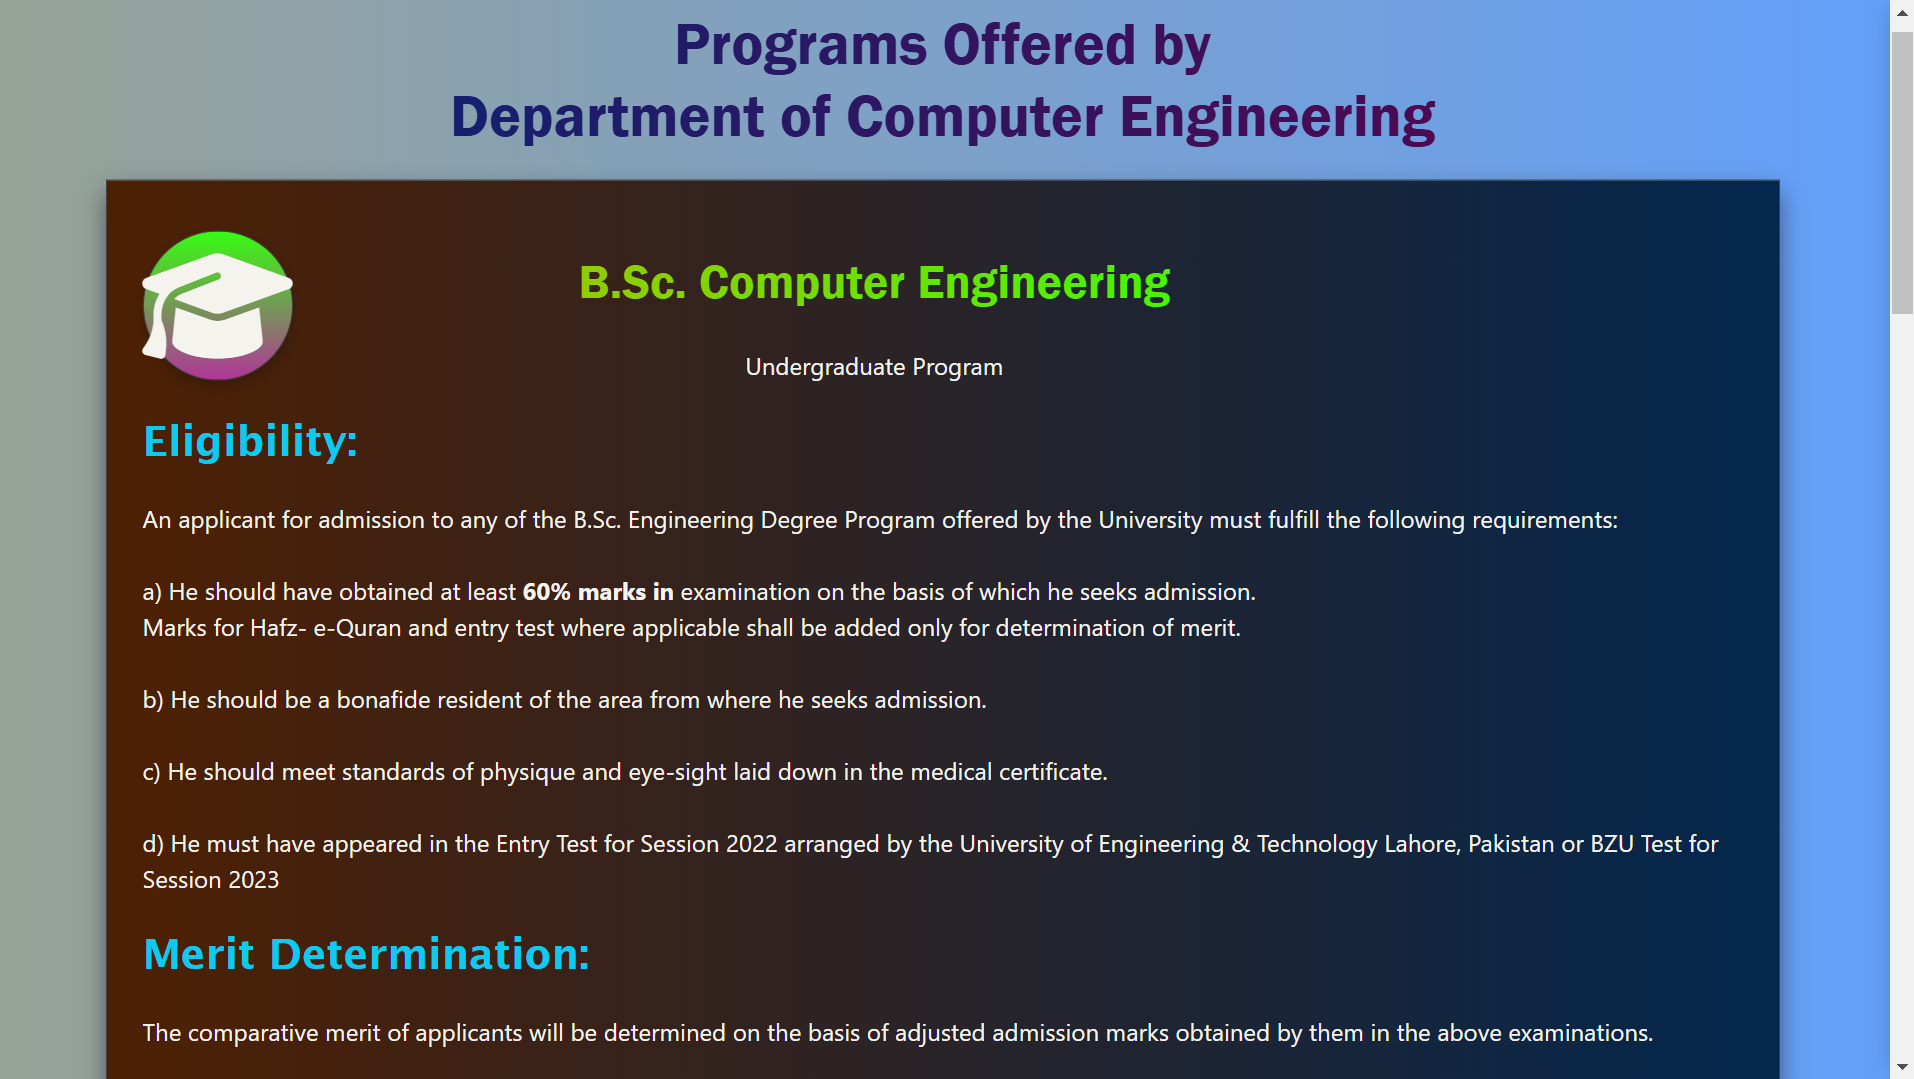 Programs Offered by
Department of Computer Engineering
B.Sc. Computer Engineering
Undergraduate Program
Eligibility:
An applicant for admission to any of the B.Sc. Engineering Degree Program offered by the University must fulfill the following requirements:
a) He should have obtained at least 60% marks in examination on the basis of which he seeks admission.
Marks for Hafz- e-Quran and entry test where applicable shall be added only for determination of merit.
b) He should be a bonafide resident of the area from where he seeks admission.
c) He should meet standards of physique and eye-sight laid down in the medical certificate.
d) He must have appeared in the Entry Test for Session 2022 arranged by the University of Engineering & Technology Lahore, Pakistan or BZU Test for
Session 2023
Merit Determination:
The comparative merit of applicants will be determined on the basis of adjusted admission marks obtained by them in the above examinations.